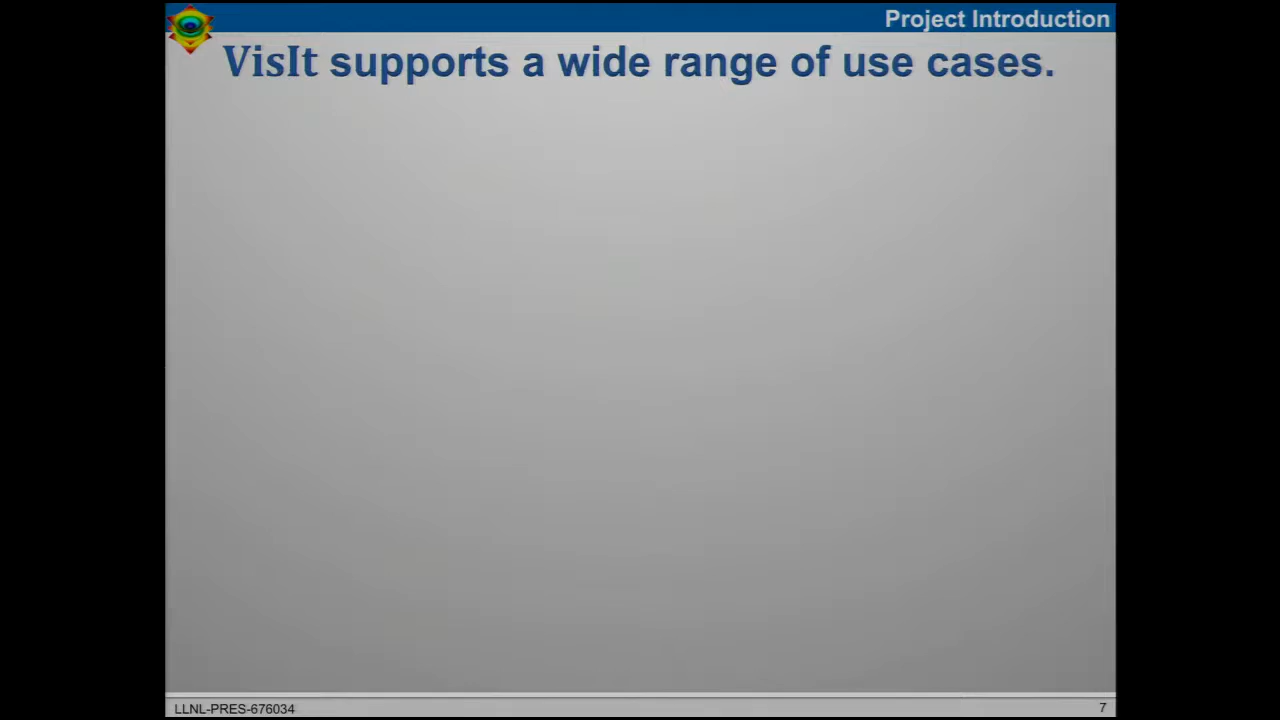 Project Introduction
VisIt supports a wide range of use cases.
LLNL-PRES-676034
7